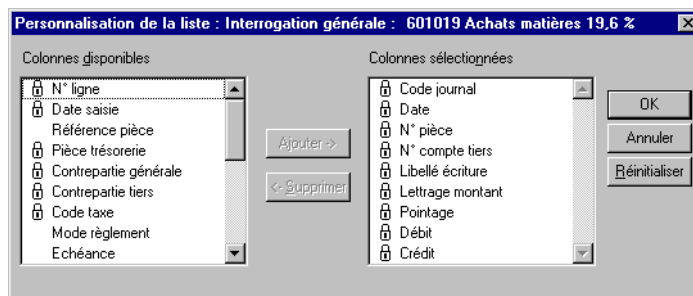 Personnalisation de la liste : Interrogation générale : 601019 Achats matières 19,6 %
Colonnes disponibles
N° ligne
Date saisie
Référence pièce
Pièce trésorerie
Contrepartie générale
Contrepartie tiers
Code taxe
Mode règlement
Echéance
Ajouter ->
<- Supprimer
Colonnes sélectionnées
Code journal
Date
N° pièce
N° compte tiers
Libellé écriture
Lettrage montant
Pointage
Débit
Crédit
OK
Annuler
Réinitialiser